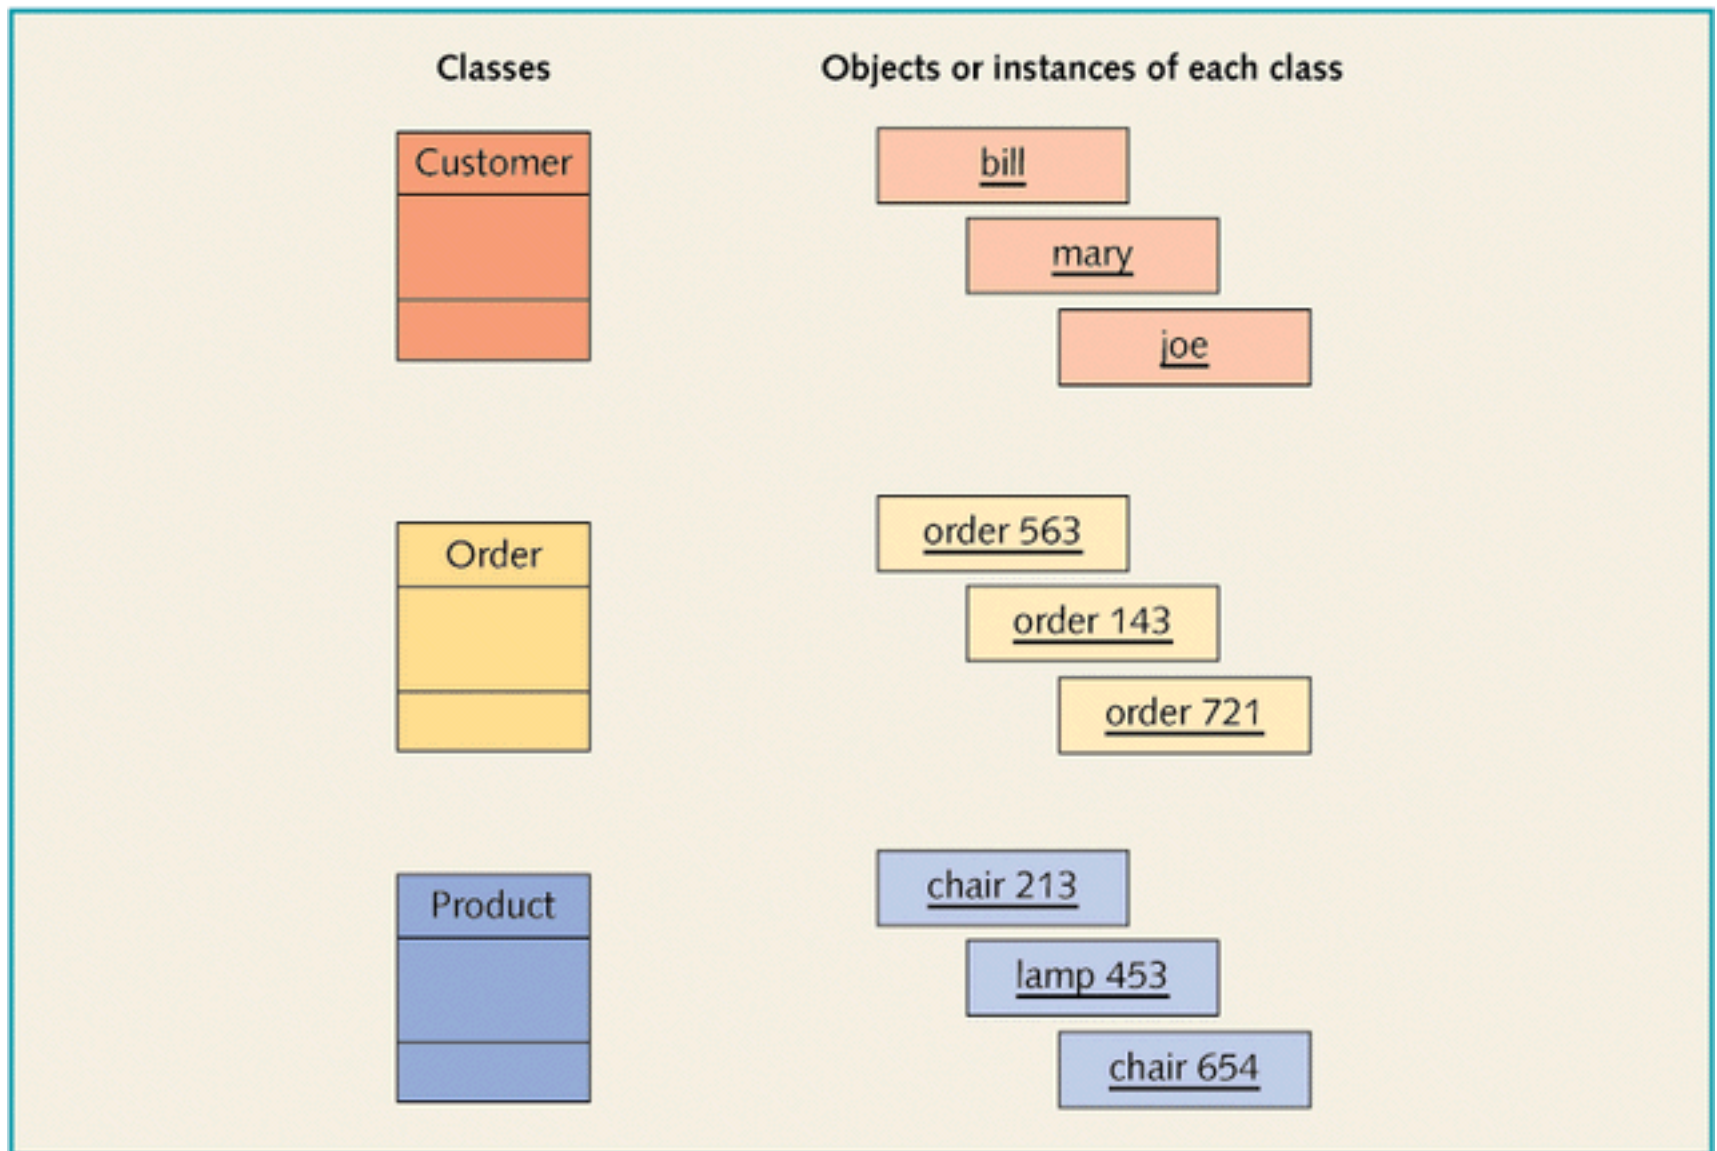 Classes
Objects or instances of each class
Customer
bill
mary
joe
Order
order 563
order 143
order 721
Product
chair 213
lamp 453
chair 654